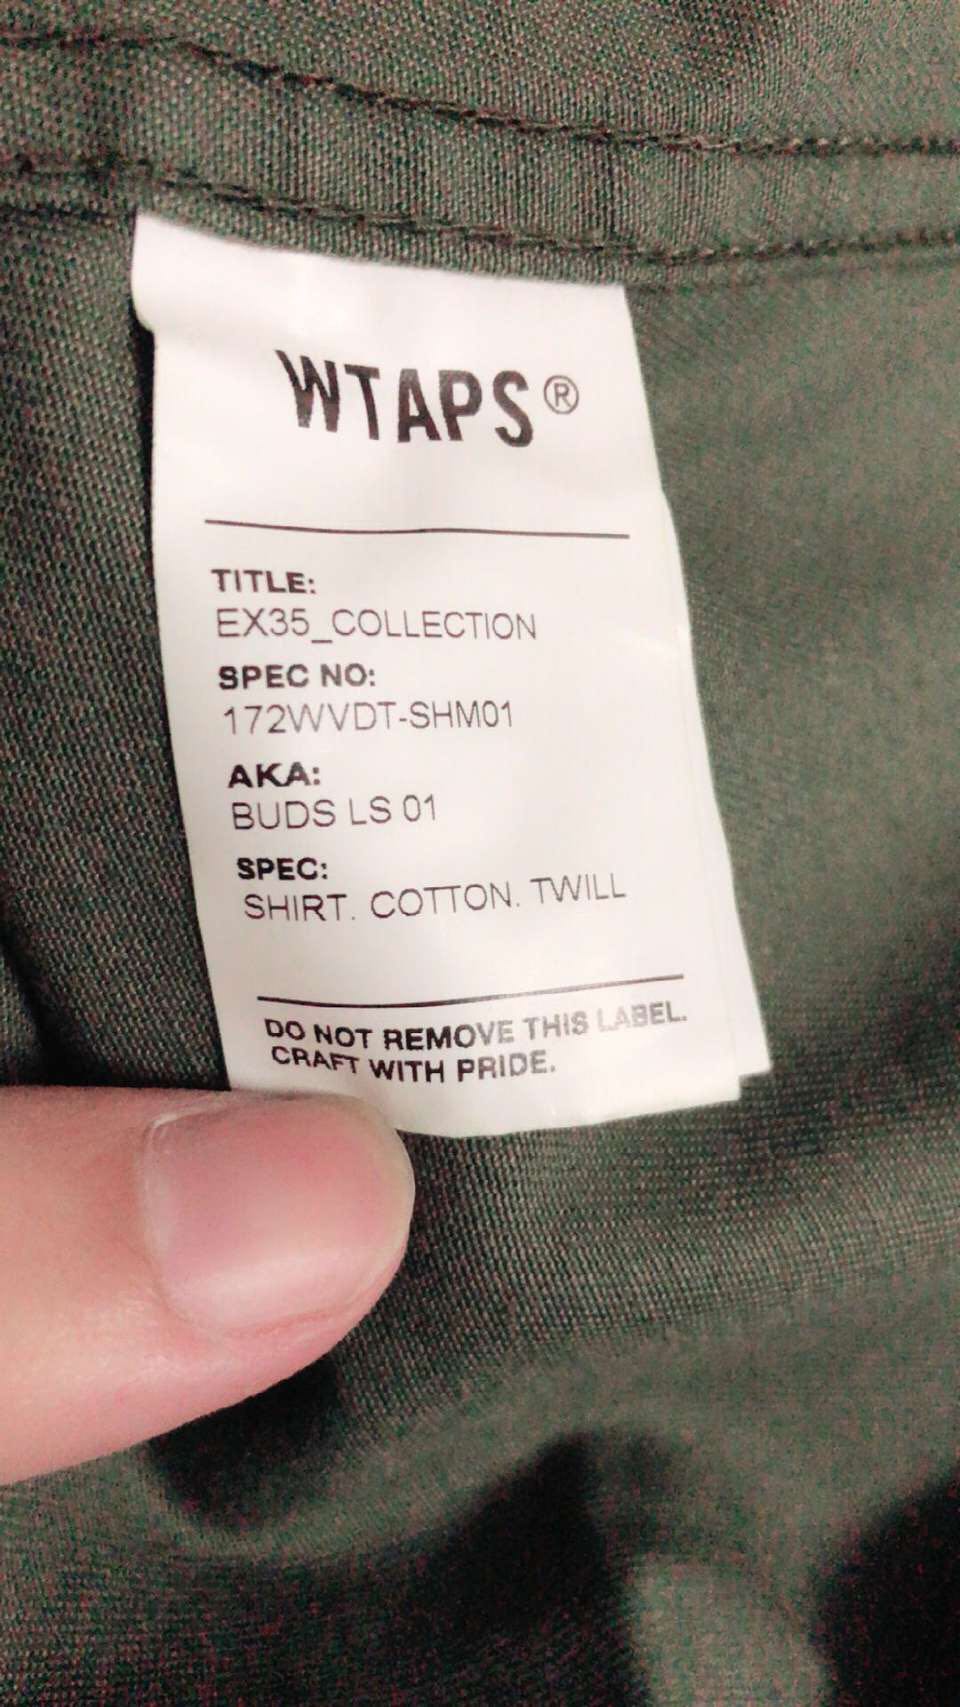 WTAPS®
TITLE:
EX35_COLLECTION
SPEC NO:
172WVDT-SHM01
AKA:
BUDS LS 01
SPEC:
SHIRT. COTTON. TWILL
DO NOT REMOVE THIS LABEL.
CRAFT WITH PRIDE.